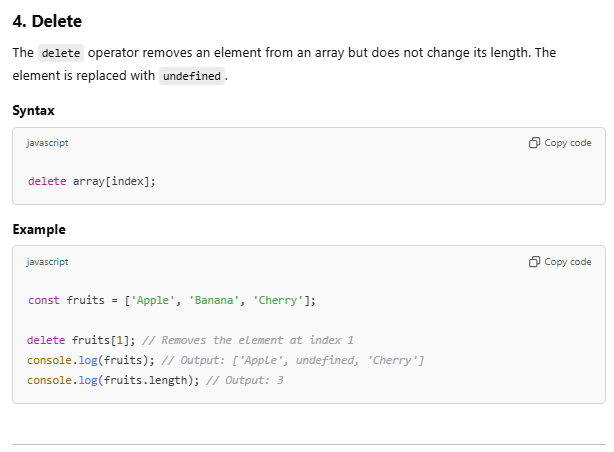 4. Delete
The delete operator removes an element from an array but does not change its length. The
element is replaced with undefined.
Syntax
javascript Copy code
delete array[index];
Example
javascript Copy code
const fruits = ['Apple', 'Banana', 'Cherry'];
delete fruits[1]; // Removes the element at index 1
console.log(fruits); // Output: ['Apple', undefined, 'Cherry']
console.log(fruits.length); // Output: 3